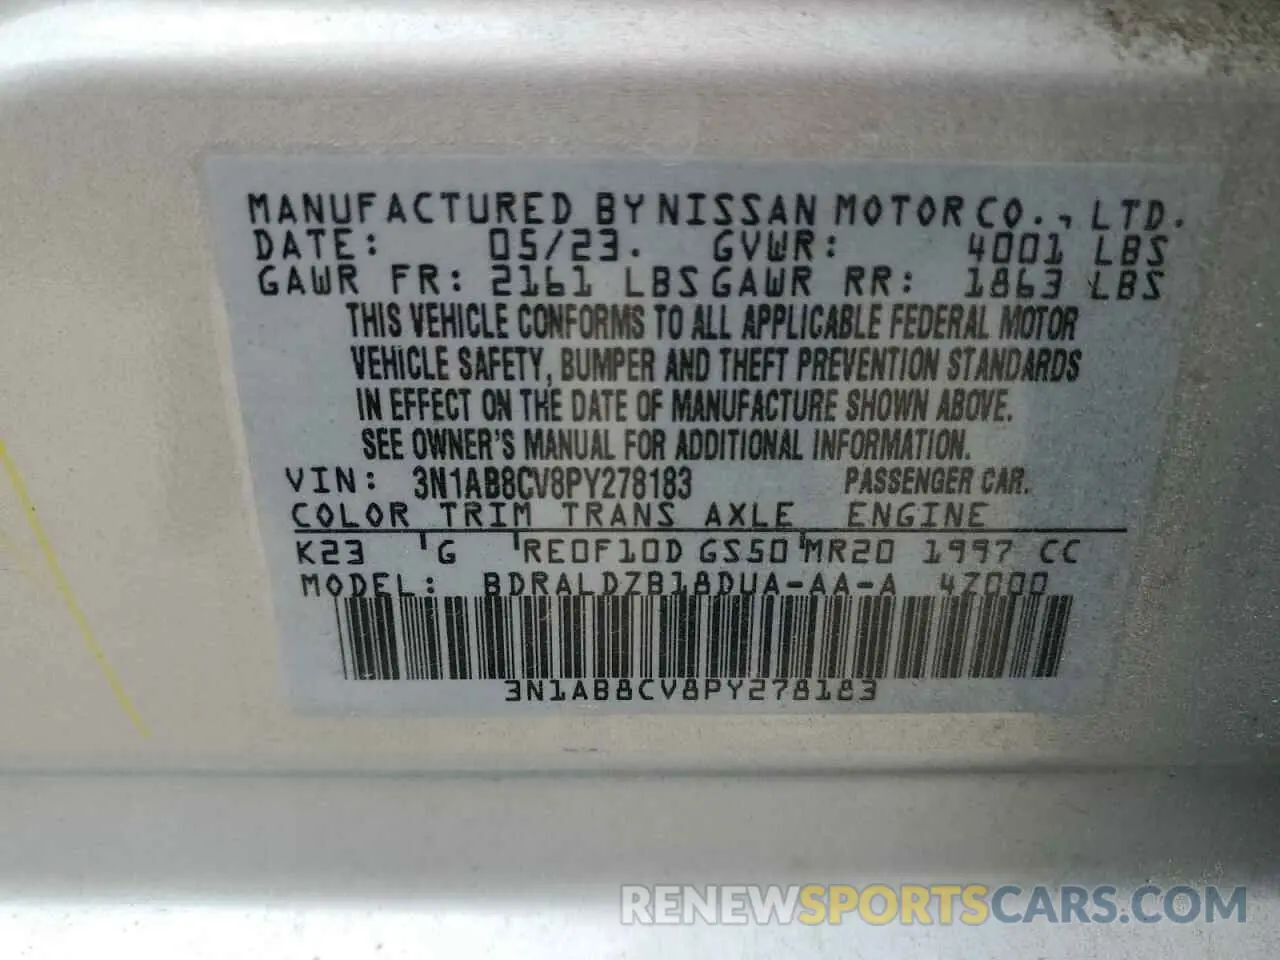 MANUFACTURED BY NISSAN MOTOR CO., LTD.
DATE: 05/23. GVWR: 4001 LBS
GAWR FR: 2161 LBS GAWR RR: 1863 LBS
THIS VEHICLE CONFORMS TO ALL APPLICABLE FEDERAL MOTOR
VEHICLE SAFETY, BUMPER AND THEFT PREVENTION STANDARDS
IN EFFECT ON THE DATE OF MANUFACTURE SHOWN ABOVE.
SEE OWNER'S MANUAL FOR ADDITIONAL INFORMATION.
VIN: 3N1AB8CV8PY278183 PASSENGER CAR.
COLOR TRIM TRANS AXLE ENGINE
K23 G RE0F10D GS50 MR20 1997 CC
MODEL: BDRALDZB18DUA-AA-A 4Z000
3N1AB8CV8PY278183
RENEWSPORTSCARS.COM